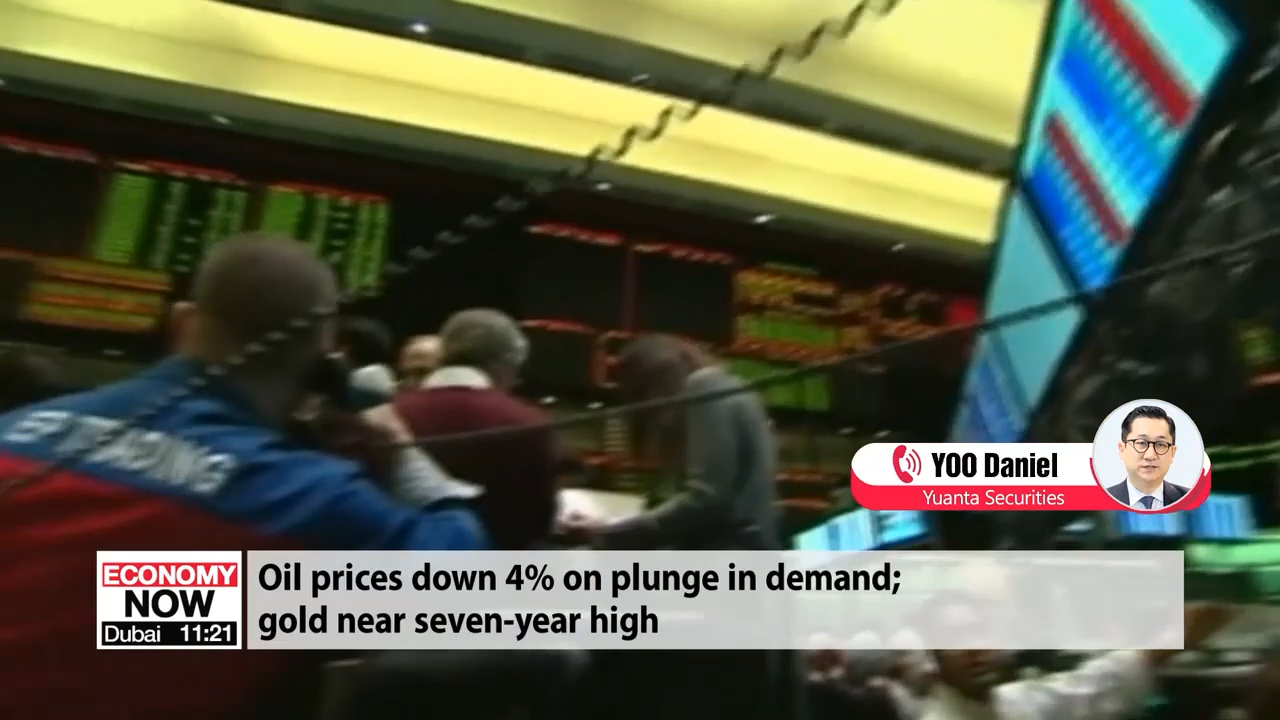 TRADING
YOO Daniel
Yuanta Securities
ECONOMY
NOW
Dubai 11:21
Oil prices down 4% on plunge in demand;
gold near seven-year high